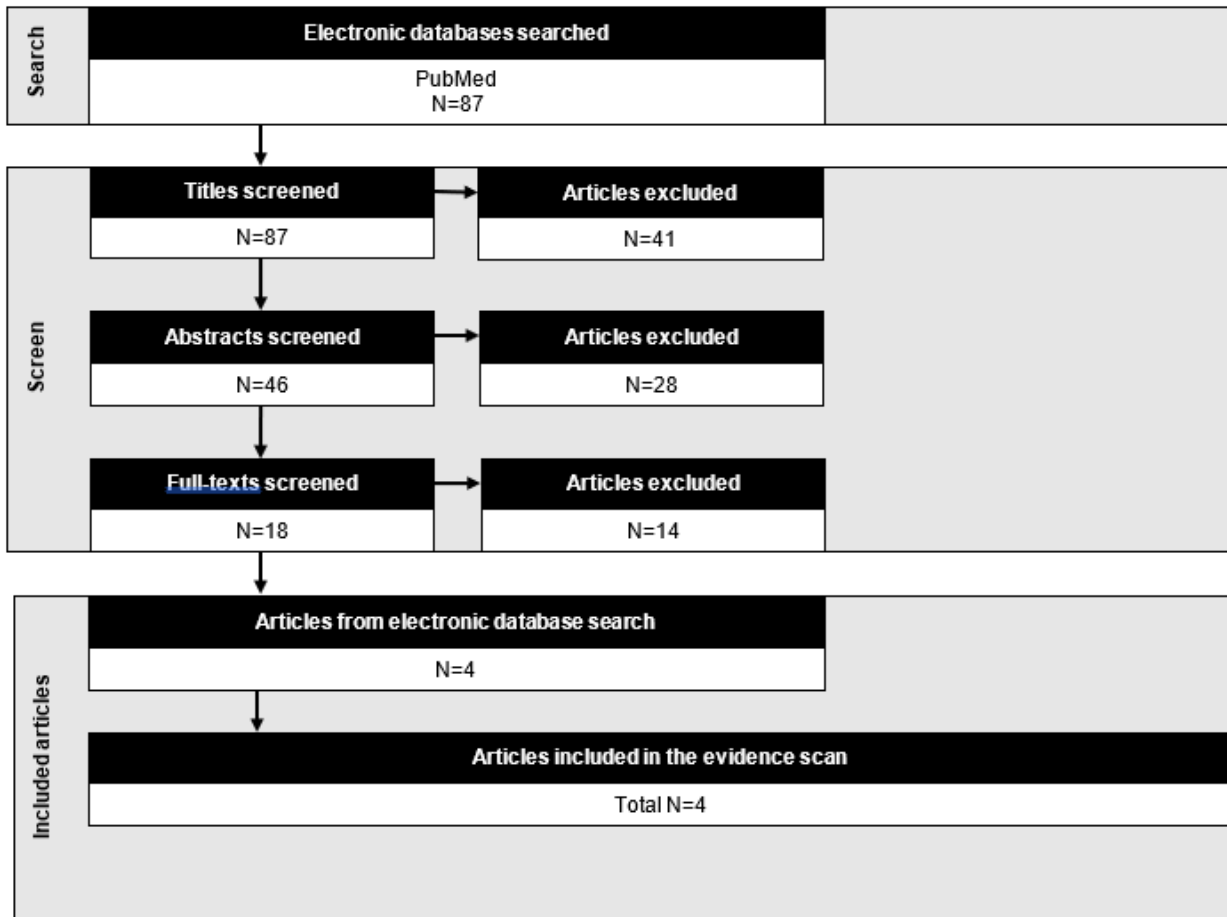 Search
Electronic databases searched
PubMed
N=87
Screen
Titles screened
Articles excluded
N=87
N=41
Abstracts screened
Articles excluded
N=46
N=28
Full-texts screened
Articles excluded
N=18
N=14
Included articles
Articles from electronic database search
N=4
Articles included in the evidence scan
Total N=4